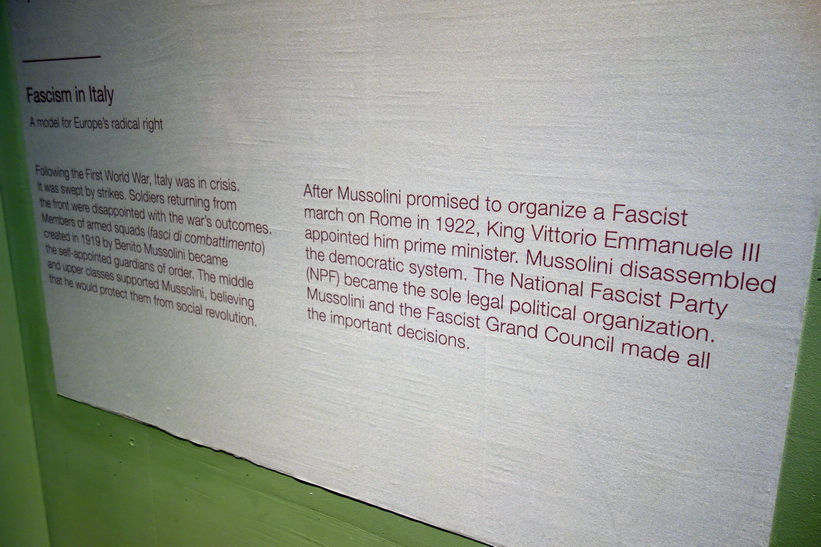 Fascism in Italy
A model for Europe's radical right
Following the First World War, Italy was in crisis.
It was swept by strikes. Soldiers returning from
the front were disappointed with the war's outcomes.
Members of armed squads (fasci di combattimento)
created in 1919 by Benito Mussolini became
the self-appointed guardians of order. The middle
and upper classes supported Mussolini, believing
that he would protect them from social revolution.
After Mussolini promised to organize a Fascist
march on Rome in 1922, King Vittorio Emmanuele III
appointed him prime minister. Mussolini disassembled
the democratic system. The National Fascist Party
(NPF) became the sole legal political organization.
Mussolini and the Fascist Grand Council made all
the important decisions.